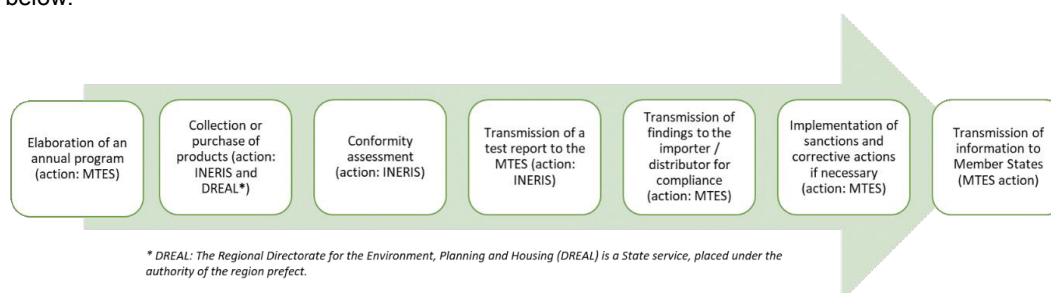 below.
Elaboration of an
annual program
(action: MTES)
Collection or
purchase of
products (action:
INERIS and
DREAL*)
Conformity
assessment
(action: INERIS)
Transmission of a
test report to the
MTES (action:
INERIS)
Transmission of
findings to the
importer /
distributor for
compliance
(action: MTES)
Implementation of
sanctions and
corrective actions
if necessary
(action: MTES)
Transmission of
information to
Member States
(MTES action)
* DREAL: The Regional Directorate for the Environment, Planning and Housing (DREAL) is a State service, placed under the
authority of the region prefect.